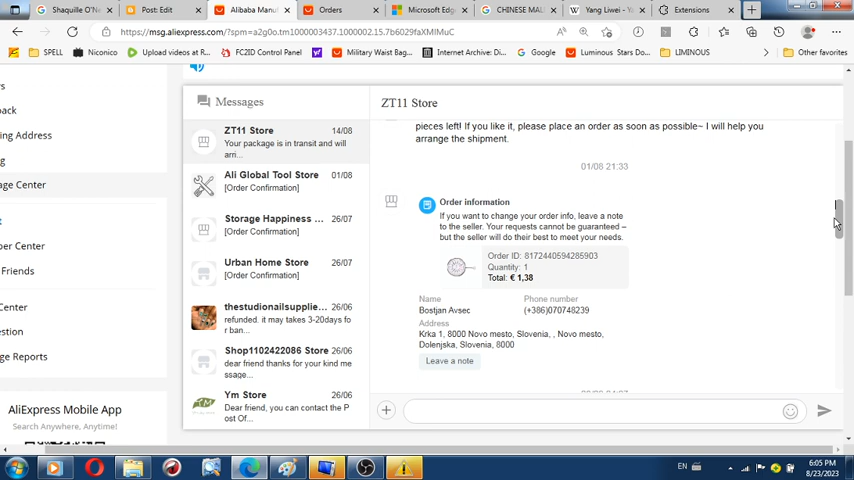 Shaquille O'Ne
Post: Edit
Alibaba Manuf
Orders
Microsoft Edg
CHINESE MAL
Yang Liwei - W
Extensions
https://msg.aliexpress.com/?spm=a2g0o.tm1000003437.1000002.15.7b6029faXMIMuC
SPELL
Niconico
Upload videos at R...
FC2ID Control Panel
Military Waist Bag...
Internet Archive: Di...
Google
Luminous Stars Do...
LIMINOUS
Other favorites
Messages
ZT11 Store
ZT11 Store
14/08
Your package is in transit and will
arri...
Ali Global Tool Store
01/08
[Order Confirmation]
Storage Happiness ...
26/07
[Order Confirmation]
Urban Home Store
26/07
[Order Confirmation]
thestudionailsupplie...
26/06
refunded. it may takes 3-20days fo
r ban...
Shop1102422086 Store
26/06
dear friend thanks for your kind me
ssage...
Ym Store
26/06
Dear friend, you can contact the P
ost Of...
pieces left! If you like it, please place an order as soon as possible~ I will help you
arrange the shipment.
01/08 21:33
Order information
If you want to change your order info, leave a note
to the seller. Your requests cannot be guaranteed –
but the seller will do their best to meet your needs.
Order ID: 8172440594285903
Quantity: 1
Total: € 1,38
Name
Phone number
Bostjan Avsec
(+386)070748239
Address
Krka 1, 8000 Novo mesto, Slovenia, , Novo mesto,
Dolenjska, Slovenia, 8000
Leave a note
s
back
ing Address
g
age Center
per Center
Friends
Center
estion
ge Reports
AliExpress Mobile App
Search Anywhere, Anytime!
EN
6:05 PM
8/23/2023